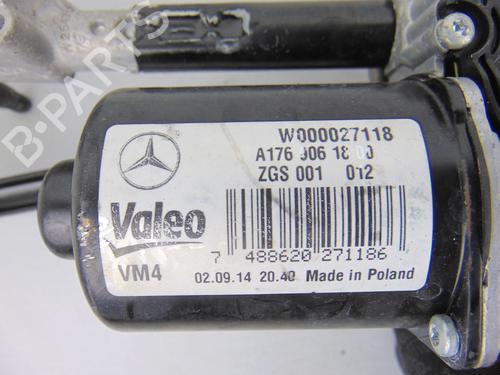 W000027118
A176 906 18 00
ZGS 001 012
Valeo
7 488620 271186
VM4 02.09.14 20.40 Made in Poland